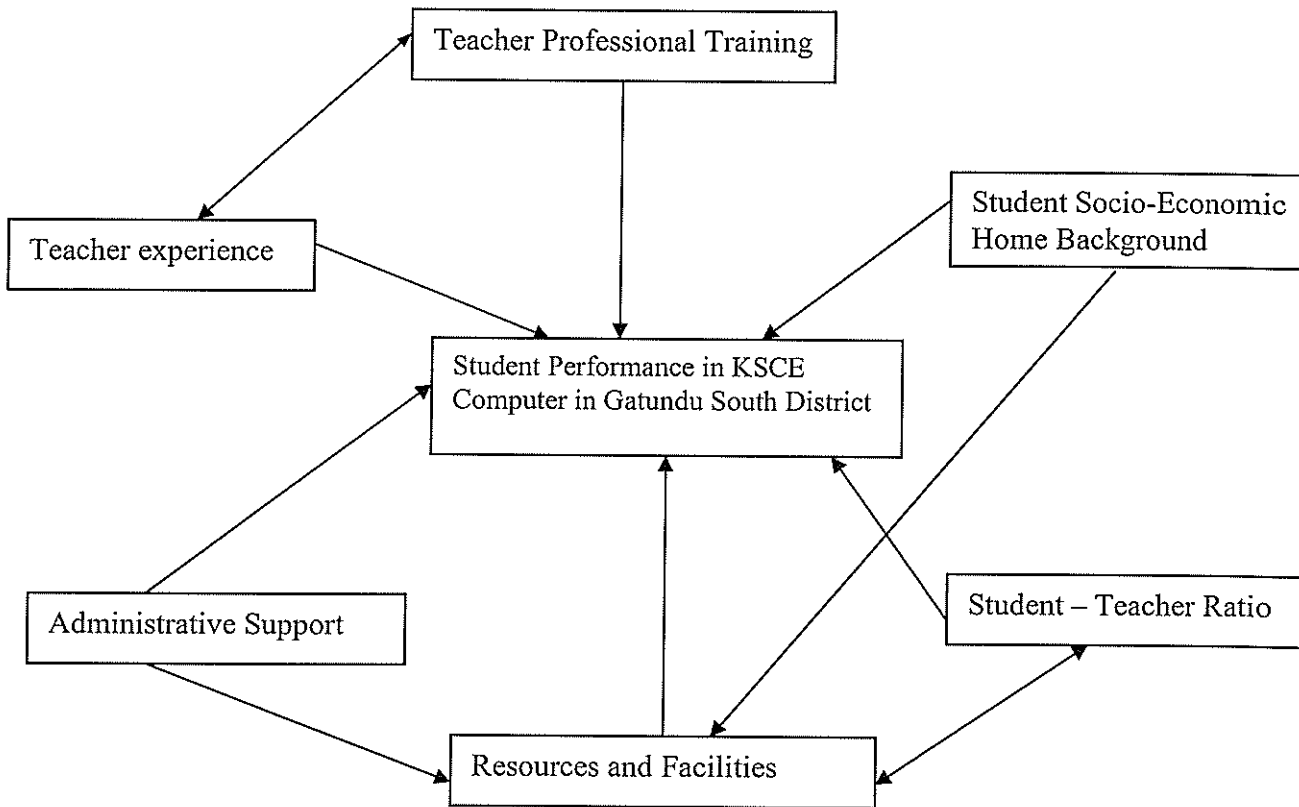 Teacher Professional Training
Student Socio-Economic
Home Background
Teacher experience
Student Performance in KSCE
Computer in Gatundu South District
Administrative Support
Student – Teacher Ratio
Resources and Facilities